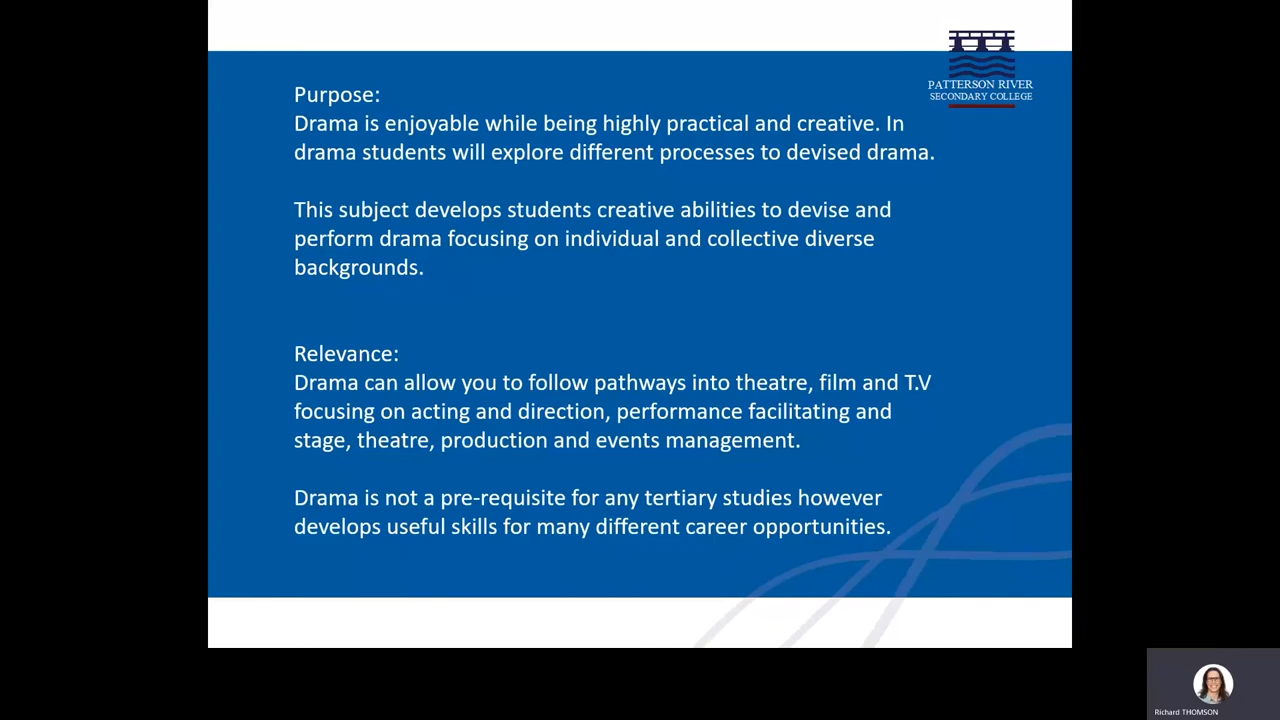 PATTERSON RIVER
SECONDARY COLLEGE
Purpose:
Drama is enjoyable while being highly practical and creative. In
drama students will explore different processes to devised drama.
This subject develops students creative abilities to devise and
perform drama focusing on individual and collective diverse
backgrounds.
Relevance:
Drama can allow you to follow pathways into theatre, film and T.V
focusing on acting and direction, performance facilitating and
stage, theatre, production and events management.
Drama is not a pre-requisite for any tertiary studies however
develops useful skills for many different career opportunities.
Richard THOMSON